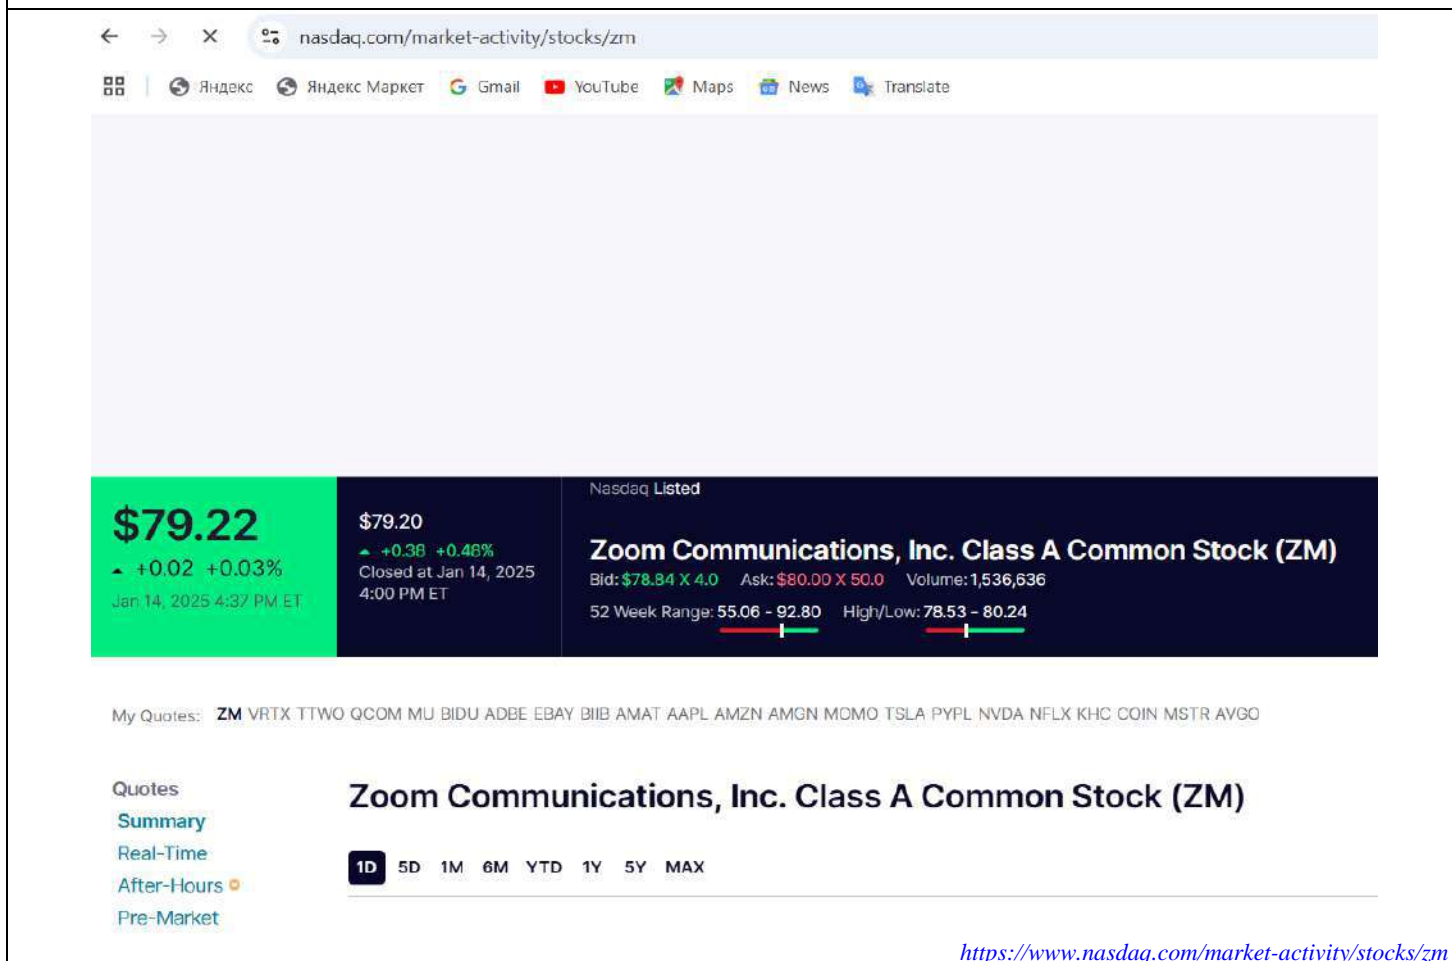 nasdaq.com/market-activity/stocks/zm
Яндекс Яндекс Маркет Gmail YouTube Maps News Translate
$79.22
+0.02 +0.03%
Jan 14, 2025 4:37 PM ET
$79.20
+0.38 +0.48%
Closed at Jan 14, 2025
4:00 PM ET
Nasdaq Listed
Zoom Communications, Inc. Class A Common Stock (ZM)
Bid: $78.84 X 4.0 Ask: $80.00 X 50.0 Volume: 1,536,636
52 Week Range: 55.06 - 92.80 High/Low: 78.53 - 80.24
My Quotes: ZM VRTX TTWO QCOM MU BIDU ADBE EBAY BIIB AMAT AAPL AMZN AMGN MOMO TSLA PYPL NVDA NFLX KHC COIN MSTR AVGO
Quotes
Summary
Real-Time
After-Hours
Pre-Market
Zoom Communications, Inc. Class A Common Stock (ZM)
1D 5D 1M 6M YTD 1Y 5Y MAX
https://www.nasdaq.com/market-activity/stocks/zm